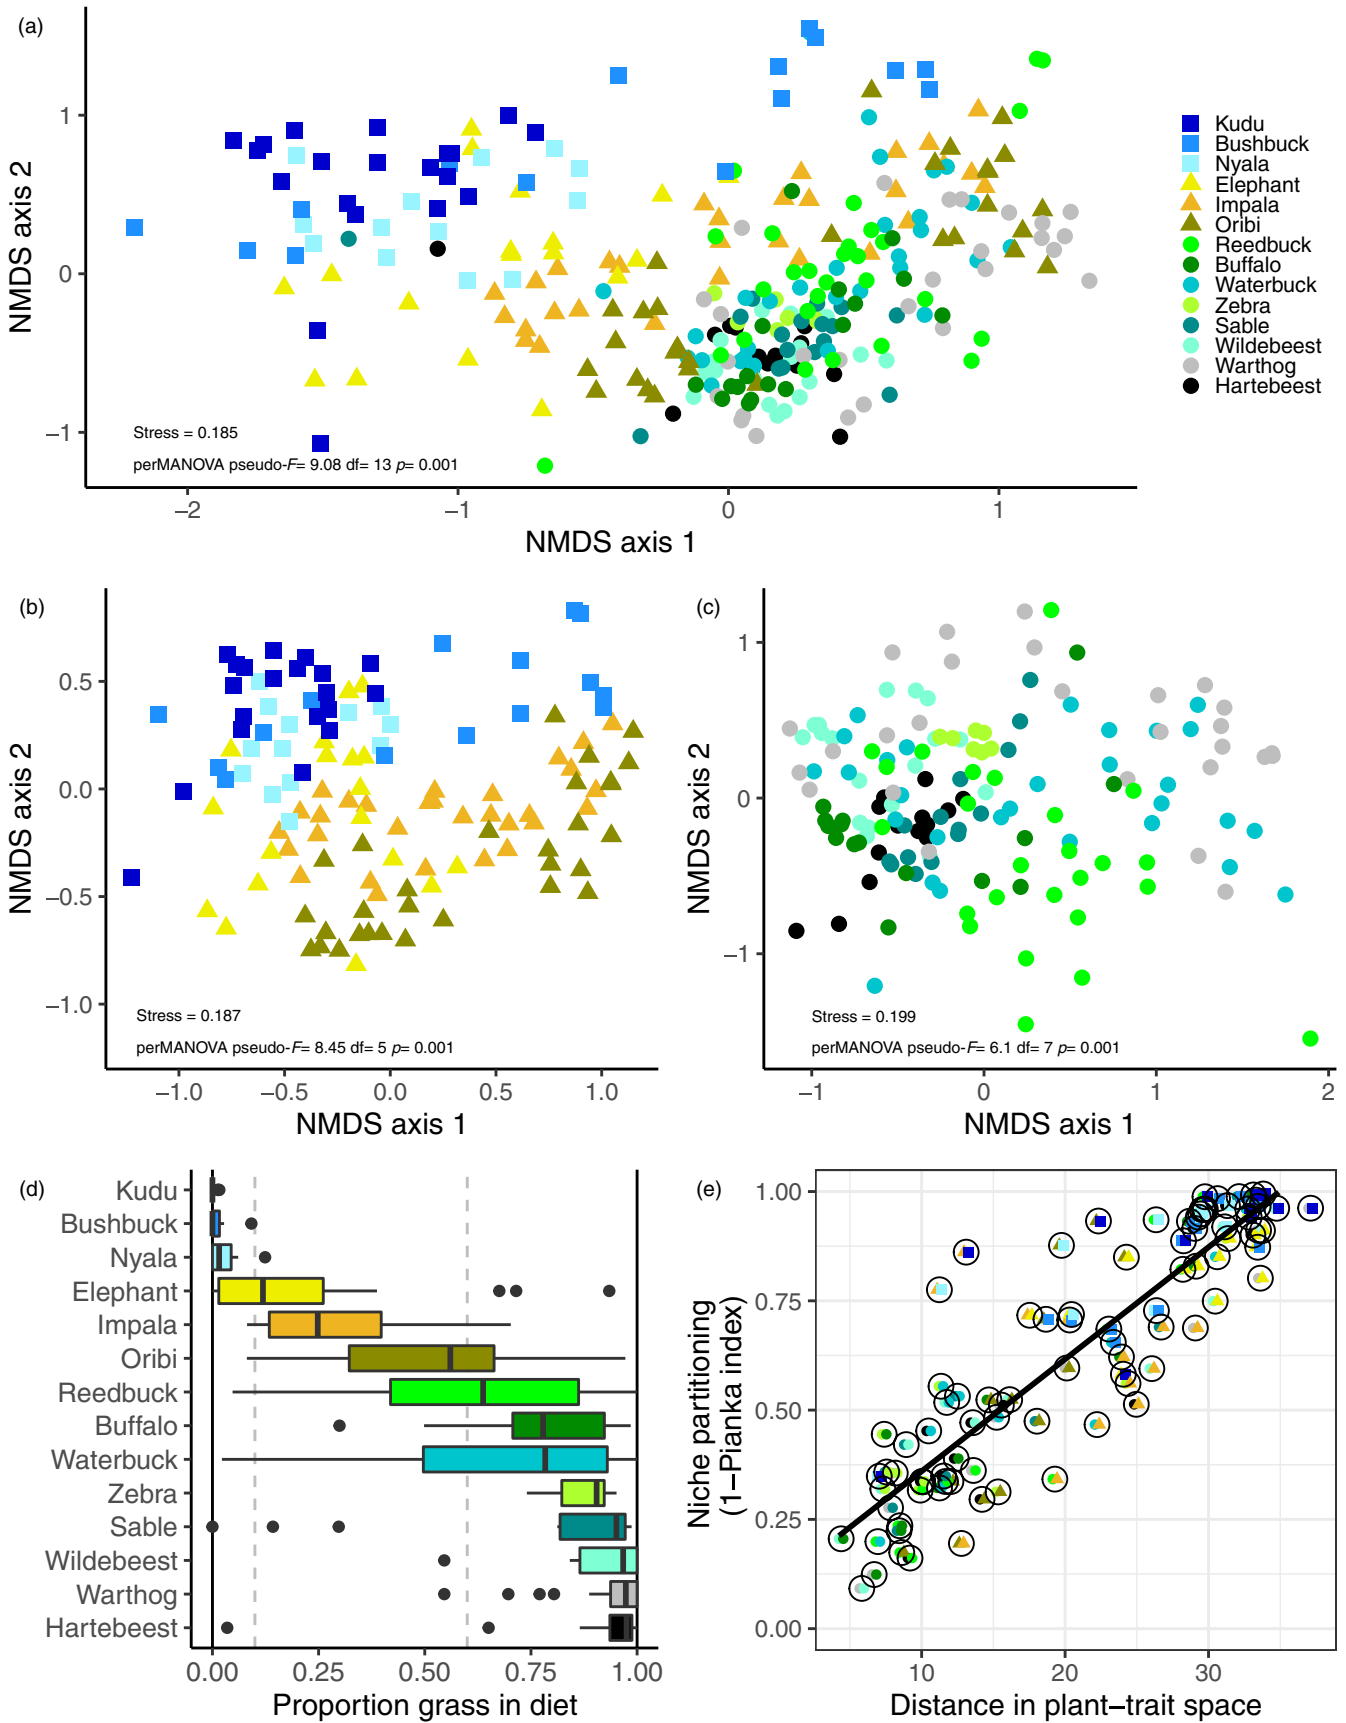 (a)
NMDS axis 2
1
0
−1
−2
−1
0
1
NMDS axis 1
Stress = 0.185
perMANOVA pseudo-F= 9.08 df= 13 p= 0.001
Kudu
Bushbuck
Nyala
Elephant
Impala
Oribi
Reedbuck
Buffalo
Waterbuck
Zebra
Sable
Wildebeest
Warthog
Hartebeest
(b)
NMDS axis 2
0.5
0.0
−0.5
−1.0
Stress = 0.187
perMANOVA pseudo-F= 8.45 df= 5 p= 0.001
−1.0
−0.5
0.0
0.5
1.0
NMDS axis 1
(c)
NMDS axis 2
1
0
−1
Stress = 0.199
perMANOVA pseudo-F= 6.1 df= 7 p= 0.001
−1
0
1
2
NMDS axis 1
(d)
Kudu
Bushbuck
Nyala
Elephant
Impala
Oribi
Reedbuck
Buffalo
Waterbuck
Zebra
Sable
Wildebeest
Warthog
Hartebeest
0.00
0.25
0.50
0.75
1.00
Proportion grass in diet
(e)
Niche partitioning
(1−Pianka index)
1.00
0.75
0.50
0.25
0.00
10
20
30
Distance in plant−trait space